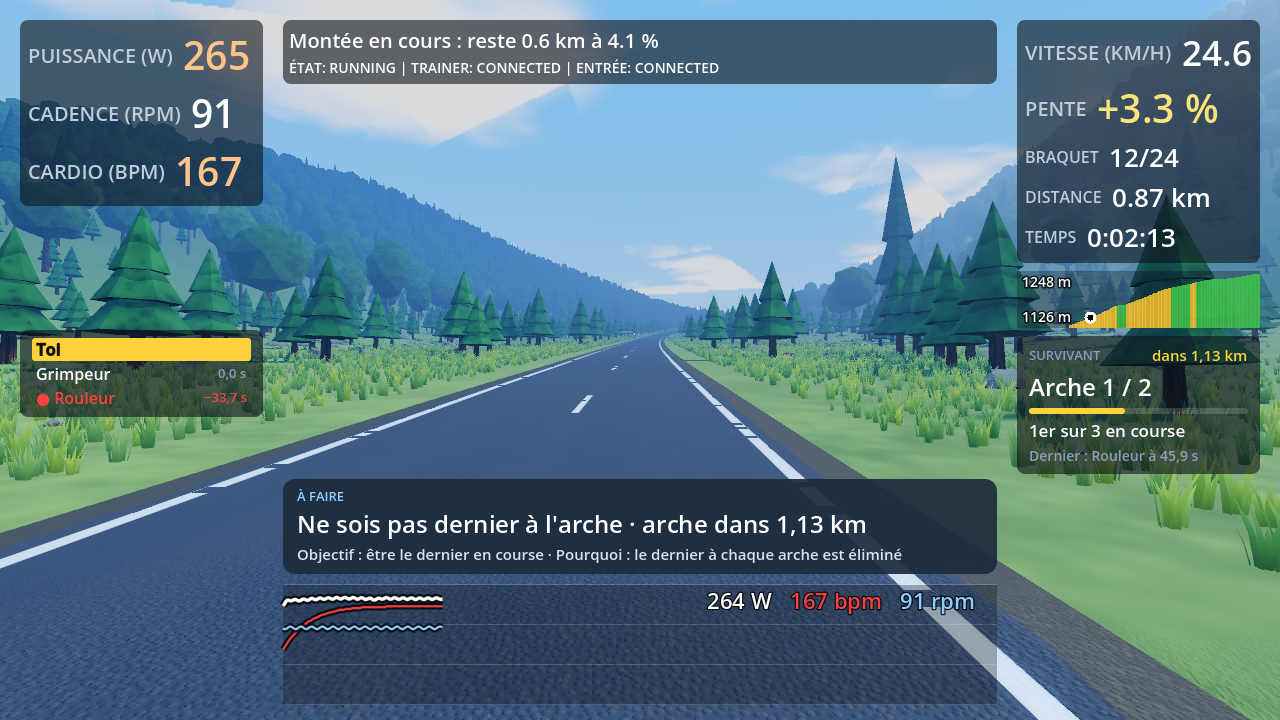 PUISSANCE (W) 265
CADENCE (RPM) 91
CARDIO (BPM) 167
Montée en cours : reste 0.6 km à 4.1 %
ÉTAT: RUNNING | TRAINER: CONNECTED | ENTRÉE: CONNECTED
VITESSE (KM/H) 24.6
PENTE +3.3 %
BRAQUET 12/24
DISTANCE 0.87 km
TEMPS 0:02:13
1248 m
1126 m
Toi
Grimpeur 0,0 s
Rouleur −33,7 s
SURVIVANT dans 1,13 km
Arche 1 / 2
1er sur 3 en course
Dernier : Rouleur à 45,9 s
À FAIRE
Ne sois pas dernier à l'arche · arche dans 1,13 km
Objectif : être le dernier en course · Pourquoi : le dernier à chaque arche est éliminé
264 W 167 bpm 91 rpm